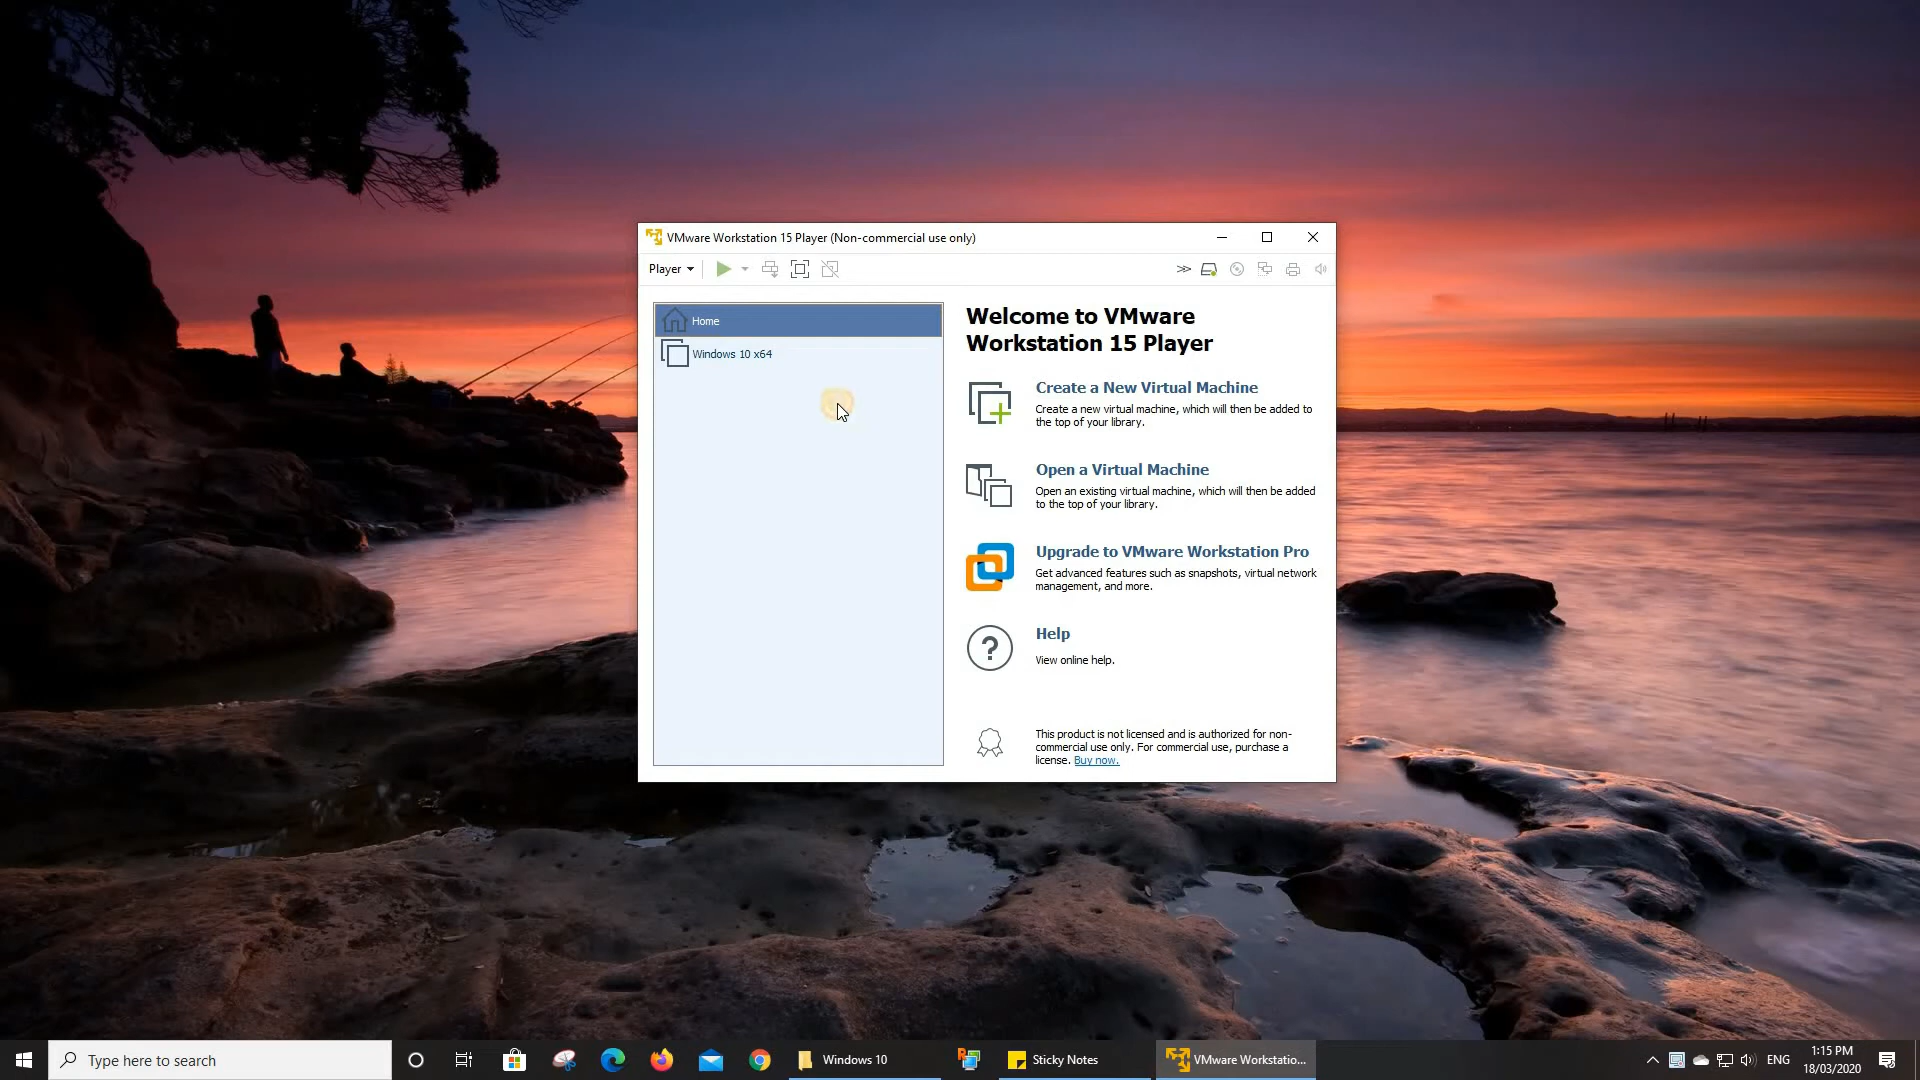 VMware Workstation 15 Player (Non-commercial use only)
Player
Home
Windows 10 x64
Welcome to VMware
Workstation 15 Player
Create a New Virtual Machine
Create a new virtual machine, which will then be added to
the top of your library.
Open a Virtual Machine
Open an existing virtual machine, which will then be added
to the top of your library.
Upgrade to VMware Workstation Pro
Get advanced features such as snapshots, virtual network
management, and more.
?
Help
View online help.
This product is not licensed and is authorized for non-
commercial use only. For commercial use, purchase a
license. Buy now.
Type here to search
Windows 10
Sticky Notes
VMware Workstatio...
ENG
1:15 PM
18/03/2020